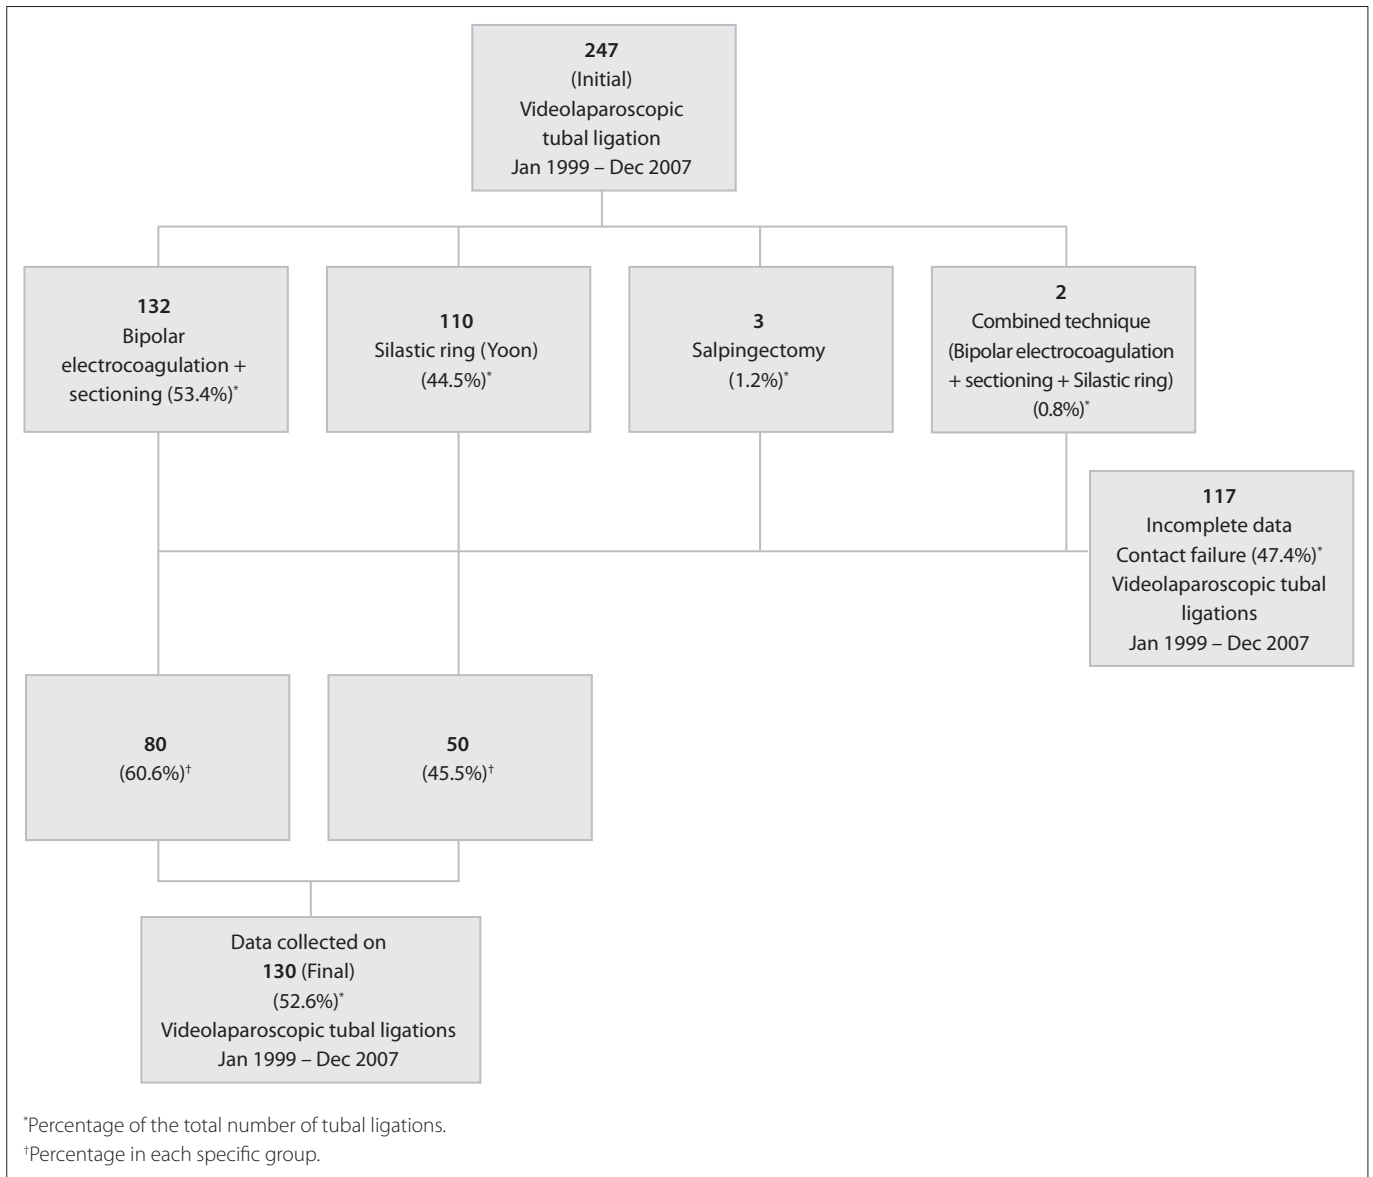 247
(Initial)
Videolaparoscopic
tubal ligation
Jan 1999 – Dec 2007
132
Bipolar
electrocoagulation +
sectioning (53.4%)*
110
Silastic ring (Yoon)
(44.5%)*
3
Salpingectomy
(1.2%)*
2
Combined technique
(Bipolar electrocoagulation
+ sectioning + Silastic ring)
(0.8%)*
117
Incomplete data
Contact failure (47.4%)*
Videolaparoscopic tubal
ligations
Jan 1999 – Dec 2007
80
(60.6%)†
50
(45.5%)†
Data collected on
130 (Final)
(52.6%)*
Videolaparoscopic tubal ligations
Jan 1999 – Dec 2007
*Percentage of the total number of tubal ligations.
†Percentage in each specific group.